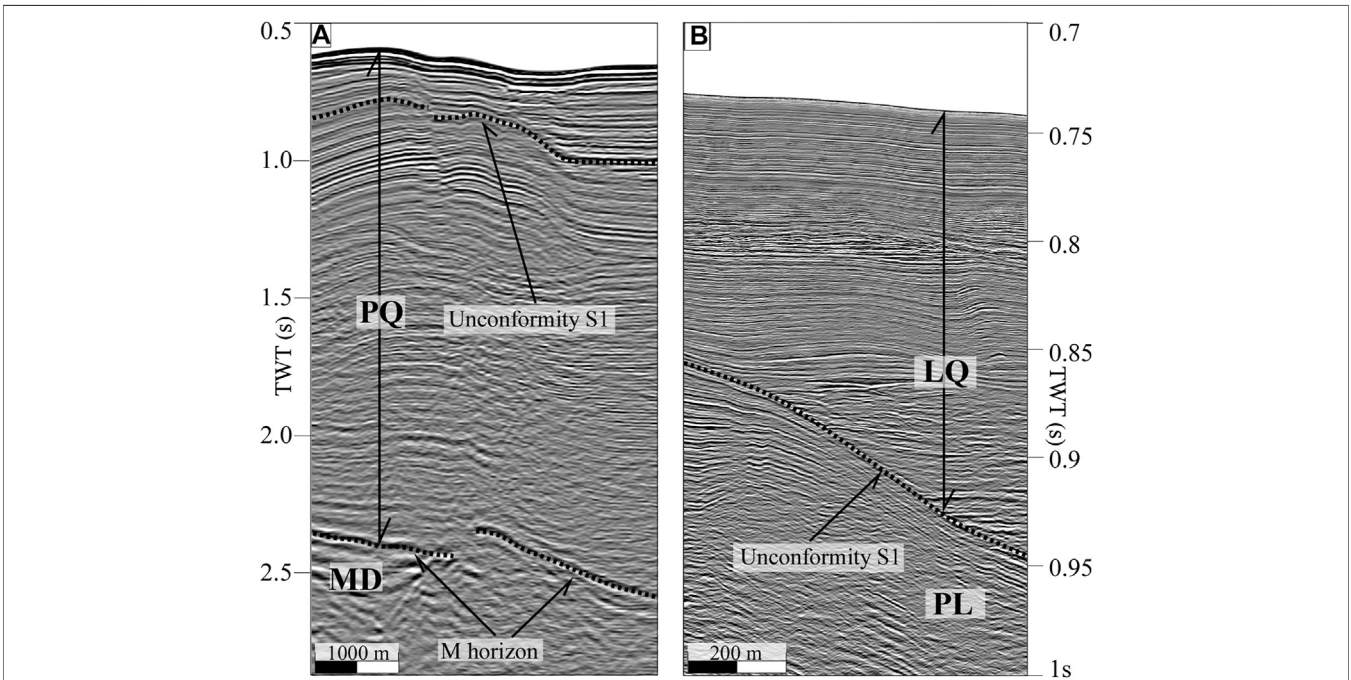 A
B
0.5
1.0
1.5
2.0
2.5
TWT (s)
PQ
Unconformity S1
MD
M horizon
1000 m
0.7
0.75
0.8
0.85
0.9
0.95
1s
TWT (s)
LQ
Unconformity S1
PL
200 m